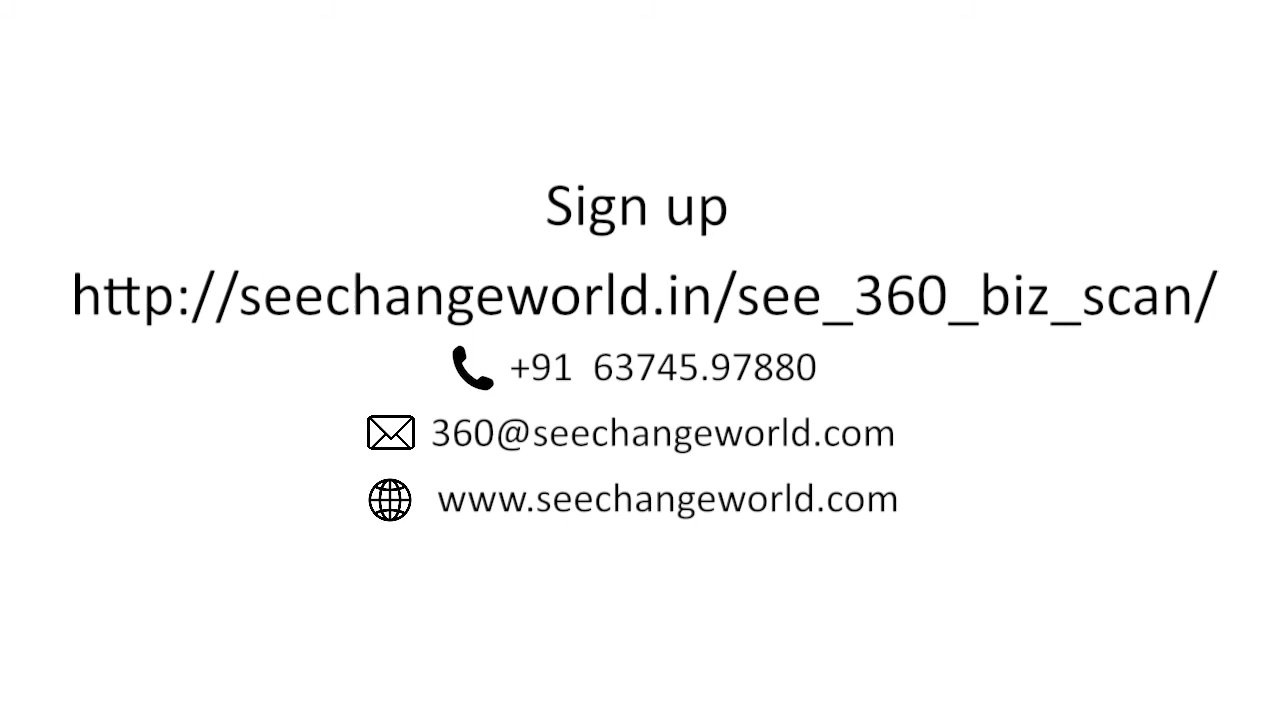 Sign up
http://seechangeworld.in/see_360_biz_scan/
+91 63745.97880
360@seechangeworld.com
www.seechangeworld.com